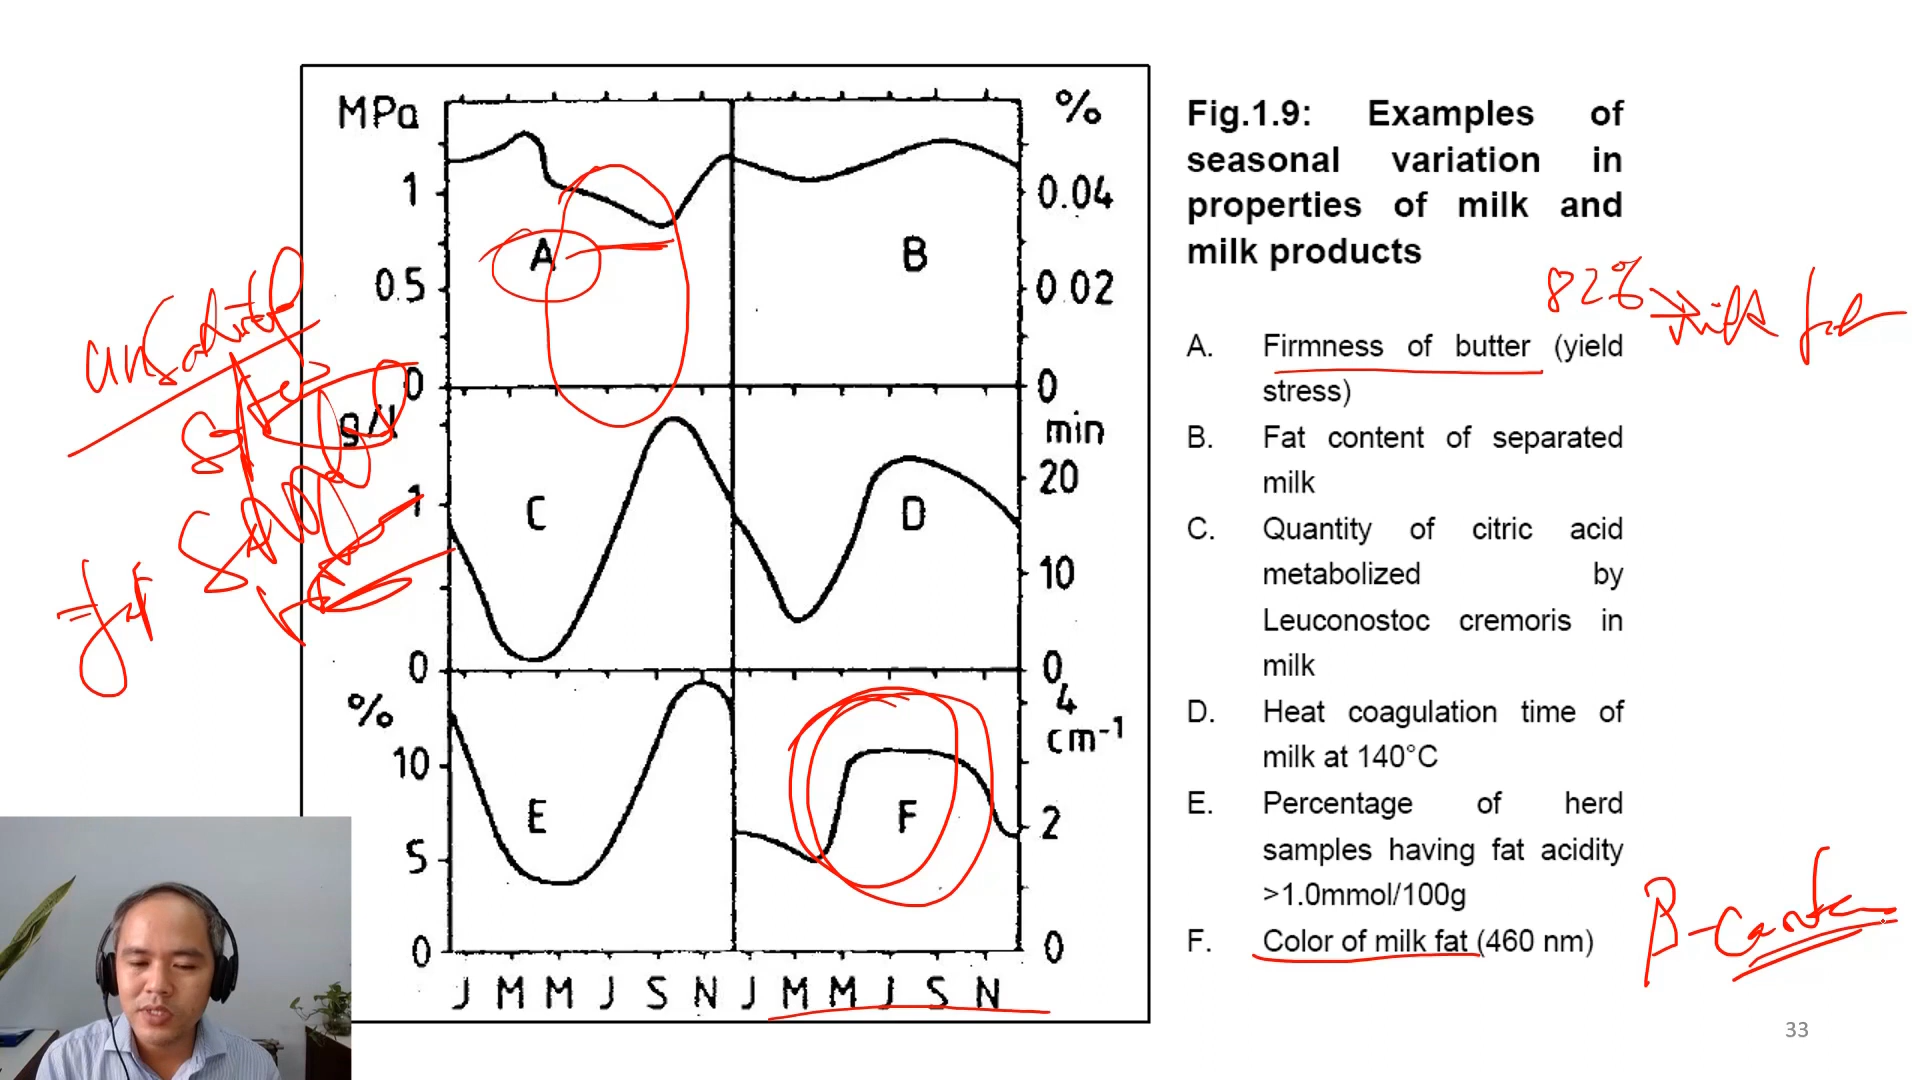 MPa
1
0.5
0
A
%
0.04
0.02
0
B
g/l
1
0
C
min
20
10
0
D
%
10
5
0
E
4
cm-1
2
0
F
J M M J S N J M M J S N
Fig.1.9: Examples of
seasonal variation in
properties of milk and
milk products
82%
A. Firmness of butter (yield
stress)
B. Fat content of separated
milk
C. Quantity of citric acid
metabolized by
Leuconostoc cremoris in
milk
D. Heat coagulation time of
milk at 140°C
E. Percentage of herd
samples having fat acidity
>1.0mmol/100g
F. Color of milk fat (460 nm)
33